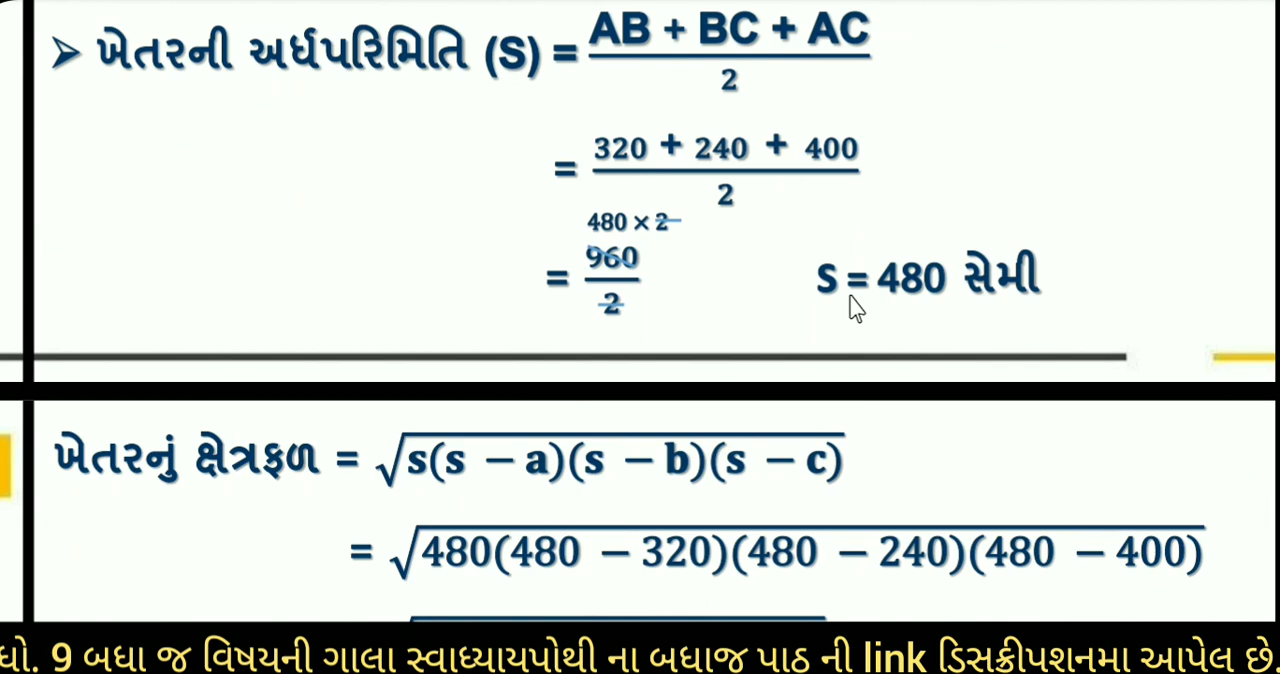 ➢ ખેતરની અર્ધપરિમિતિ (S) = AB + BC + AC / 2
= 320 + 240 + 400 / 2
480 × 2
= 960 / 2 S = 480 સેમી
ખેતરનું ક્ષેત્રફળ = √s(s − a)(s − b)(s − c)
= √480(480 − 320)(480 − 240)(480 − 400)
ધો. 9 બધા જ વિષયની ગાલા સ્વાધ્યાયપોથી ના બધાજ પાઠ ની link ડિસક્રીપશનમા આપેલ છે.